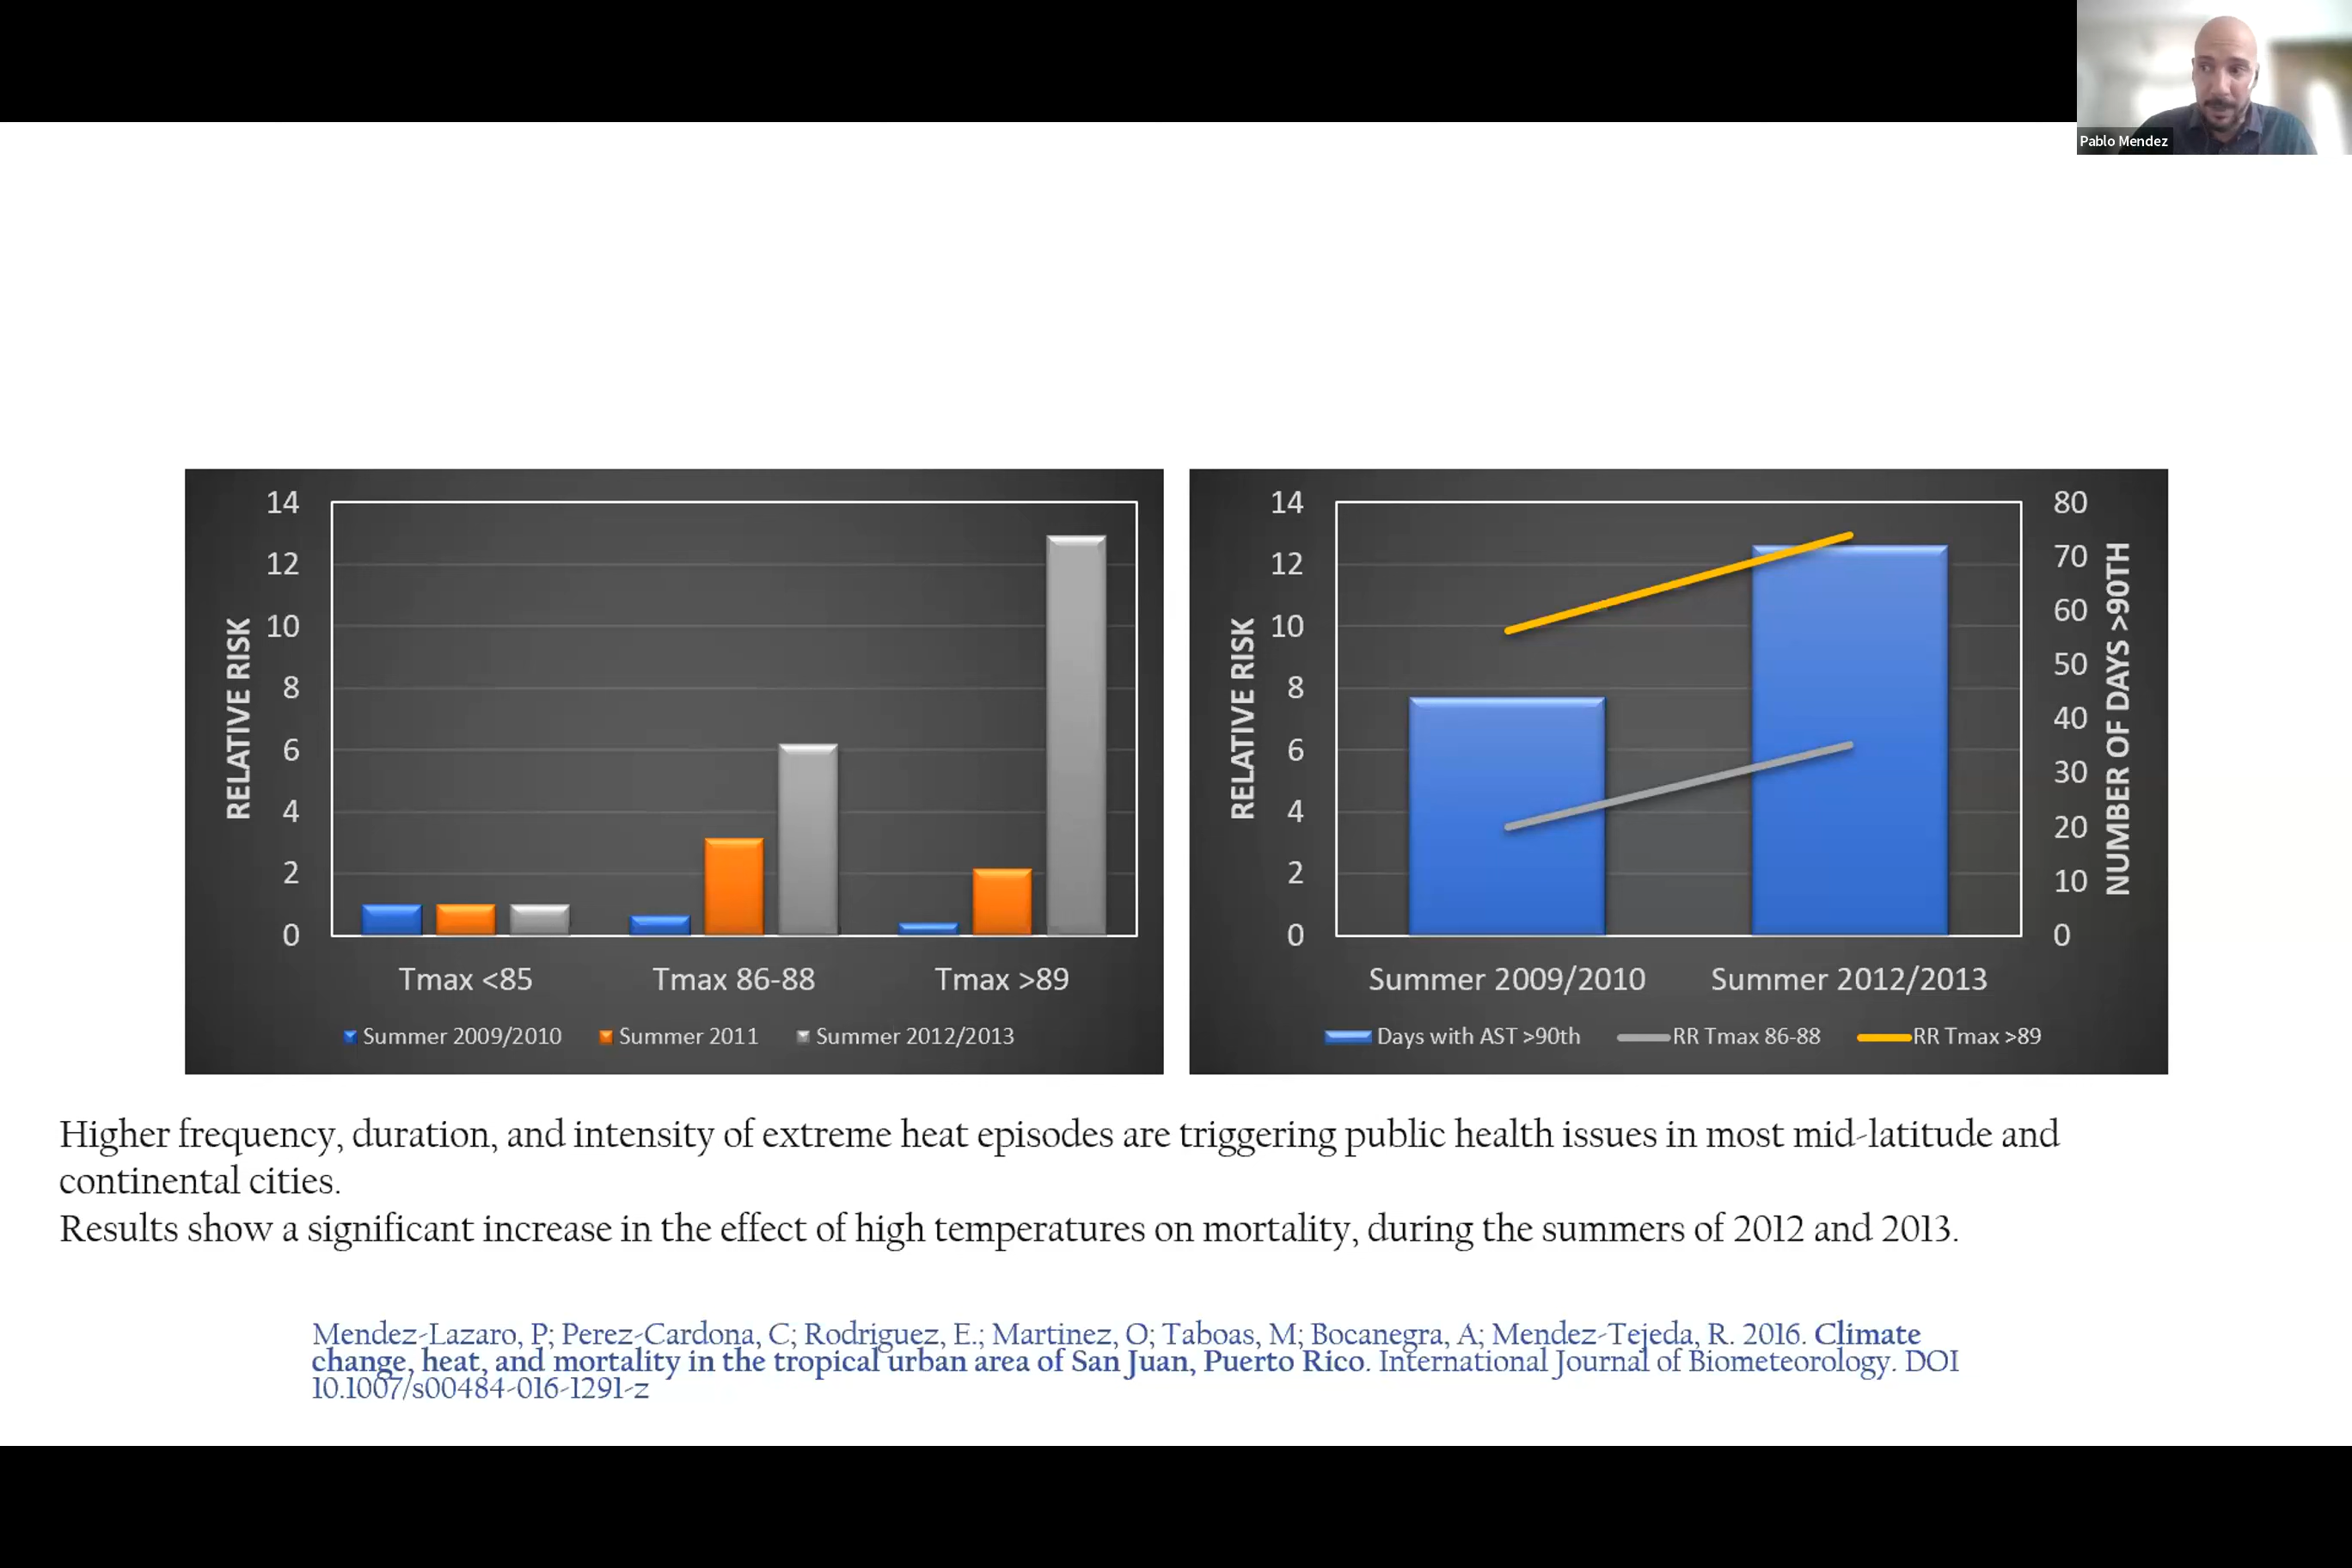 Pablo Mendez
14
12
10
8
6
4
2
0
RELATIVE RISK
Tmax <85
Tmax 86-88
Tmax >89
Summer 2009/2010
Summer 2011
Summer 2012/2013
14
12
10
8
6
4
2
0
RELATIVE RISK
80
70
60
50
40
30
20
10
0
NUMBER OF DAYS >90TH
Summer 2009/2010
Summer 2012/2013
Days with AST >90th
RR Tmax 86-88
RR Tmax >89
Higher frequency, duration, and intensity of extreme heat episodes are triggering public health issues in most mid-latitude and
continental cities.
Results show a significant increase in the effect of high temperatures on mortality, during the summers of 2012 and 2013.
Mendez-Lazaro, P; Perez-Cardona, C; Rodriguez, E.; Martinez, O; Taboas, M; Bocanegra, A; Mendez-Tejeda, R. 2016. Climate
change, heat, and mortality in the tropical urban area of San Juan, Puerto Rico. International Journal of Biometeorology. DOI
10.1007/s00484-016-1291-z